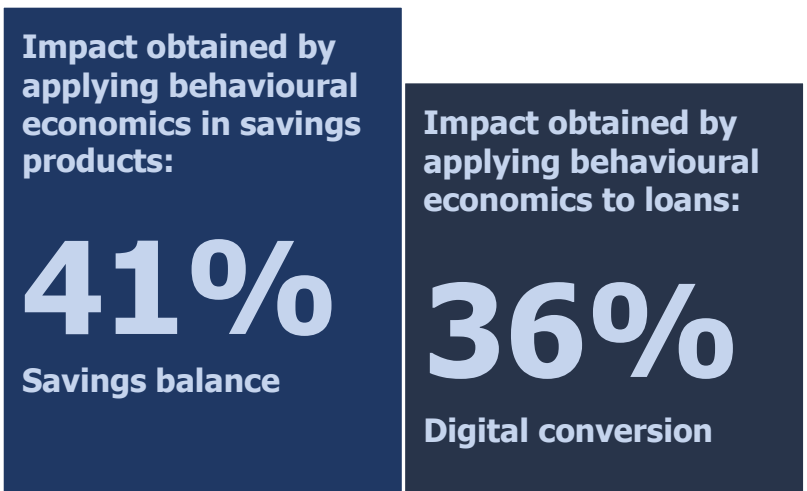 Impact obtained by
applying behavioural
economics in savings
products:
41%
Savings balance
Impact obtained by
applying behavioural
economics to loans:
36%
Digital conversion